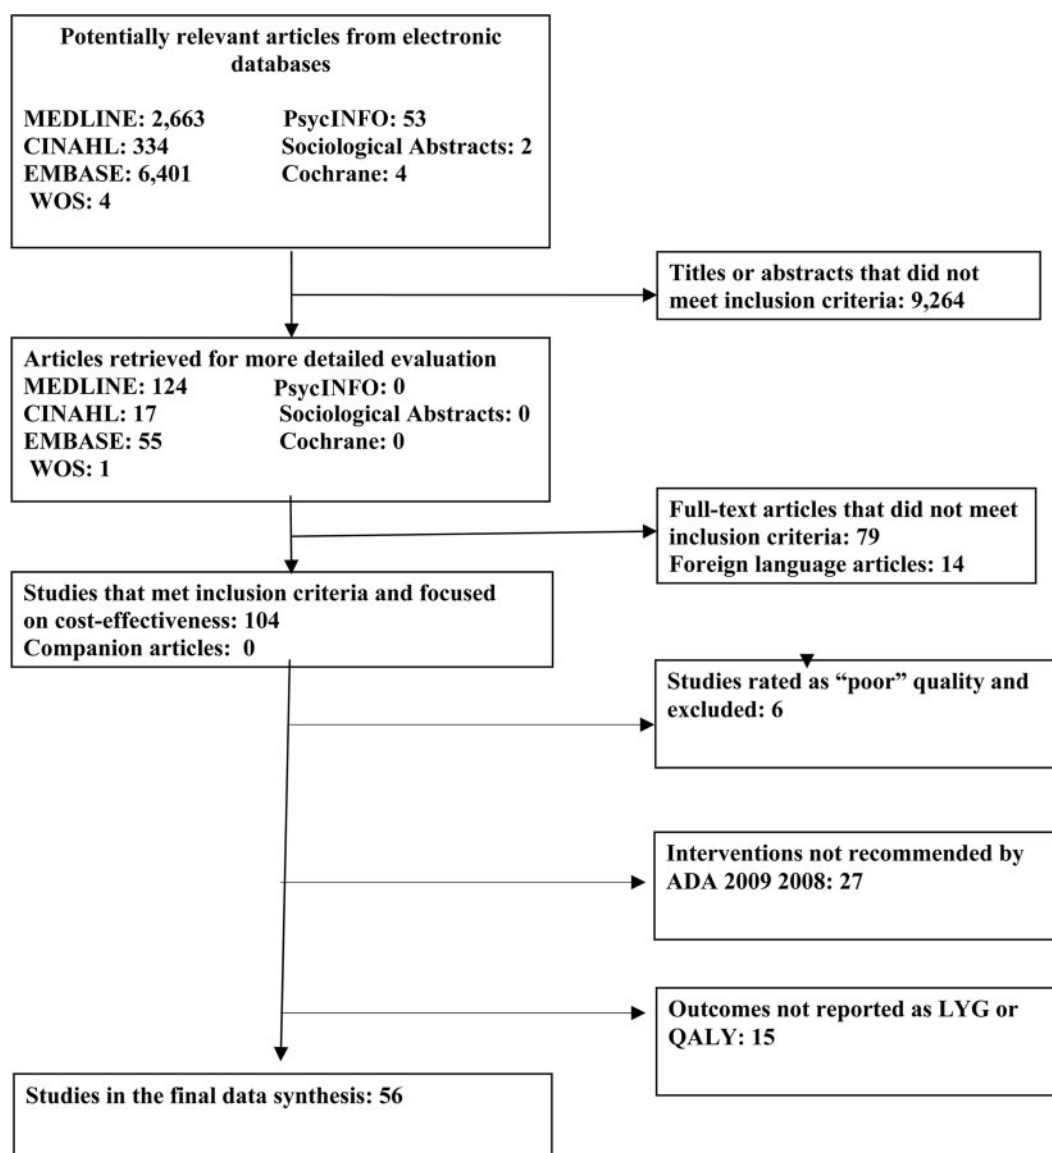 Potentially relevant articles from electronic
databases
MEDLINE: 2,663 PsycINFO: 53
CINAHL: 334 Sociological Abstracts: 2
EMBASE: 6,401 Cochrane: 4
WOS: 4
Titles or abstracts that did not
meet inclusion criteria: 9,264
Articles retrieved for more detailed evaluation
MEDLINE: 124 PsycINFO: 0
CINAHL: 17 Sociological Abstracts: 0
EMBASE: 55 Cochrane: 0
WOS: 1
Full-text articles that did not meet
inclusion criteria: 79
Foreign language articles: 14
Studies that met inclusion criteria and focused
on cost-effectiveness: 104
Companion articles: 0
Studies rated as “poor” quality and
excluded: 6
Interventions not recommended by
ADA 2009 2008: 27
Outcomes not reported as LYG or
QALY: 15
Studies in the final data synthesis: 56